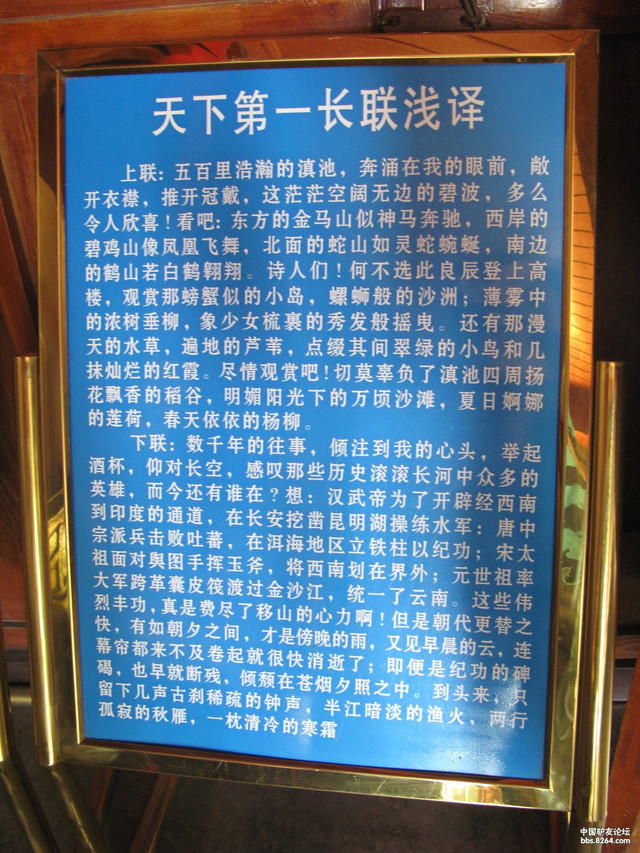 天下第一长联浅译
上联：五百里浩瀚的滇池，奔涌在我的眼前，敞
开衣襟，推开冠戴，这茫茫空阔无边的碧波，多么
令人欣喜！看吧：东方的金马山似神马奔驰，西岸的
碧鸡山像凤凰飞舞，北面的蛇山如灵蛇蜿蜒，南边
的鹤山若白鹤翱翔。诗人们！何不选此良辰登上高
楼，观赏那螃蟹似的小岛，螺蛳般的沙洲；薄雾中
的浓树垂柳，象少女梳裹的秀发般摇曳。还有那漫
天的水草，遍地的芦苇，点缀其间翠绿的小鸟和几
抹灿烂的红霞。尽情观赏吧！切莫辜负了滇池四周扬
花飘香的稻谷，明媚阳光下的万顷沙滩，夏日婀娜
的莲荷，春天依依的杨柳。
下联：数千年的往事，倾注到我的心头，举起
酒杯，仰对长空，感叹那些历史滚滚长河中众多的
英雄，而今还有谁在？想：汉武帝为了开辟经西南
到印度的通道，在长安挖凿昆明湖操练水军：唐中
宗派兵击败吐蕃，在洱海地区立铁柱以纪功；宋太
祖面对舆图手挥玉斧，将西南划在界外；元世祖率
大军跨革囊皮筏渡过金沙江，统一了云南。这些伟
烈丰功，真是费尽了移山的心力啊！但是朝代更替之
快，有如朝夕之间，才是傍晚的雨，又见早晨的云，连
幕帘都来不及卷起就很快消逝了；即便是纪功的碑
碣，也早就断残，倾颓在苍烟夕照之中。到头来，只
留下几声古刹稀疏的钟声，半江暗淡的渔火，两行
孤寂的秋雁，一枕清冷的寒霜
中国驴友论坛
bbs.8264.com